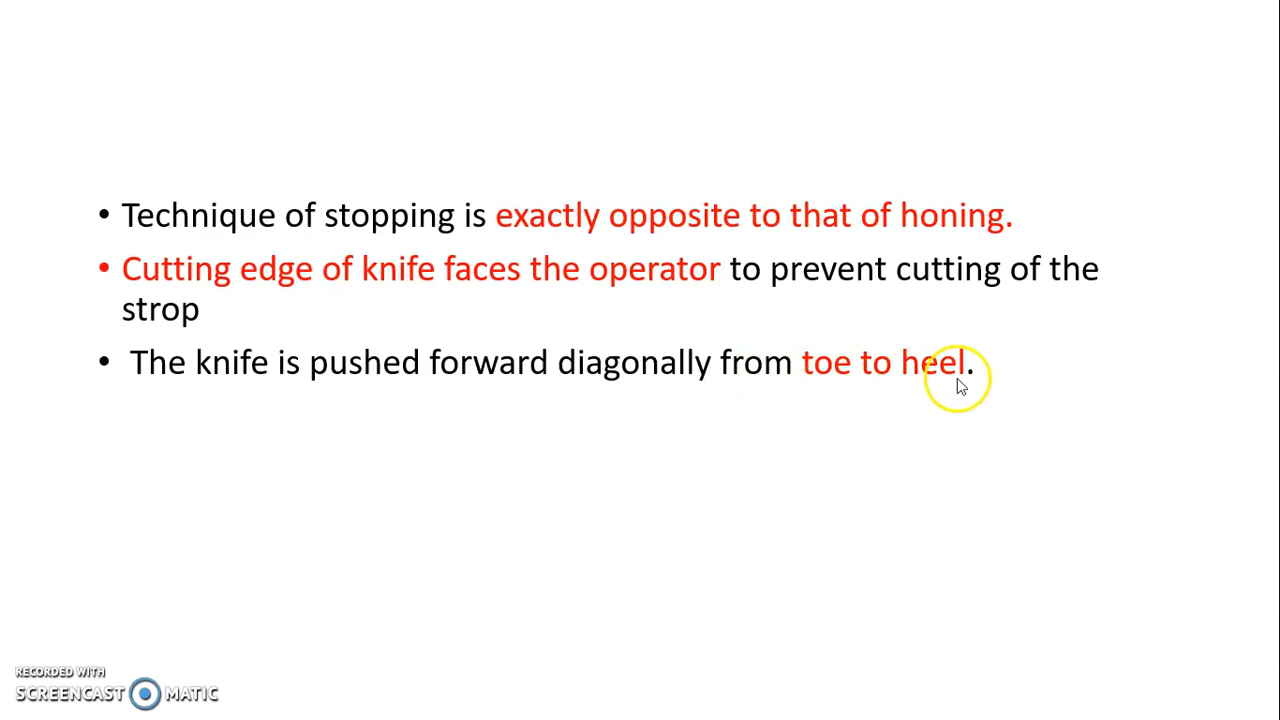 • Technique of stopping is exactly opposite to that of honing.
• Cutting edge of knife faces the operator to prevent cutting of the
strop
• The knife is pushed forward diagonally from toe to heel.
RECORDED WITH
SCREENCAST MATIC